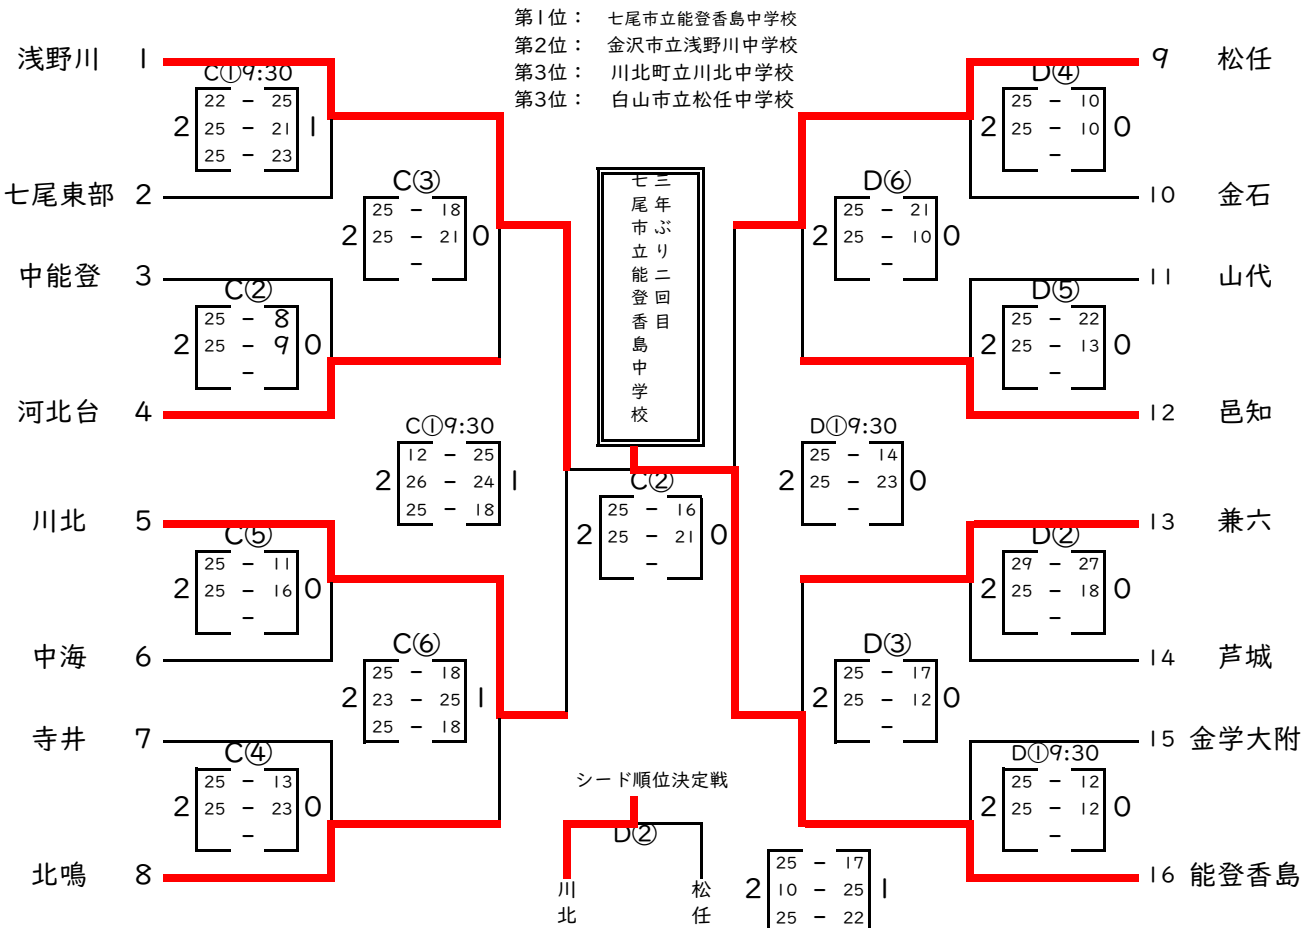 第1位： 七尾市立能登香島中学校
第2位： 金沢市立浅野川中学校
第3位： 川北町立川北中学校
第3位： 白山市立松任中学校
浅野川 1
C①9:30
2 22 - 25 1
25 - 21
25 - 23
七尾東部 2
C③
2 25 - 18 0
25 - 21
-
中能登 3
C②
2 25 - 8 0
25 - 9
-
河北台 4
C①9:30
2 12 - 25 1
26 - 24
25 - 18
川北 5
C⑤
2 25 - 11 0
25 - 16
-
中海 6
C⑥
2 25 - 18 1
23 - 25
25 - 18
寺井 7
C④
2 25 - 13 0
25 - 23
-
北鳴 8
三年ぶり二回目
七尾市立能登香島中学校
C②
2 25 - 16 0
25 - 21
-
9 松任
D④
2 25 - 10 0
25 - 10
-
10 金石
D⑥
2 25 - 21 0
25 - 10
-
11 山代
D⑤
2 25 - 22 0
25 - 13
-
12 邑知
D①9:30
2 25 - 14 0
25 - 23
-
13 兼六
D②
2 29 - 27 0
25 - 18
-
14 芦城
D③
2 25 - 17 0
25 - 12
-
15 金学大附
D①9:30
2 25 - 12 0
25 - 12
-
16 能登香島
シード順位決定戦
D②
川北
松任
2 25 - 17 1
10 - 25
25 - 22